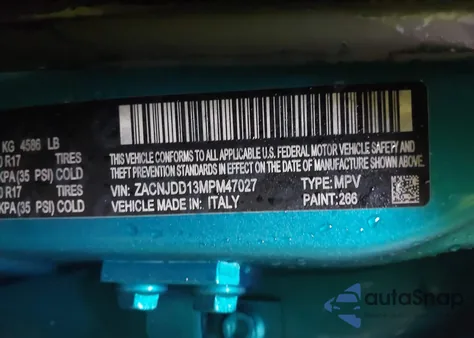 KG 4586 LB
R17 TIRES
KPA(35 PSI) COLD
R17 TIRES
KPA(35 PSI) COLD
THIS VEHICLE CONFORMS TO ALL APPLICABLE U.S. FEDERAL MOTOR VEHICLE SAFETY AND
THEFT PREVENTION STANDARDS IN EFFECT ON THE DATE OF MANUFACTURE SHOWN ABOVE.
VIN: ZACNJDD13MPM47027 TYPE: MPV
VEHICLE MADE IN: ITALY PAINT: 266
autoSnap